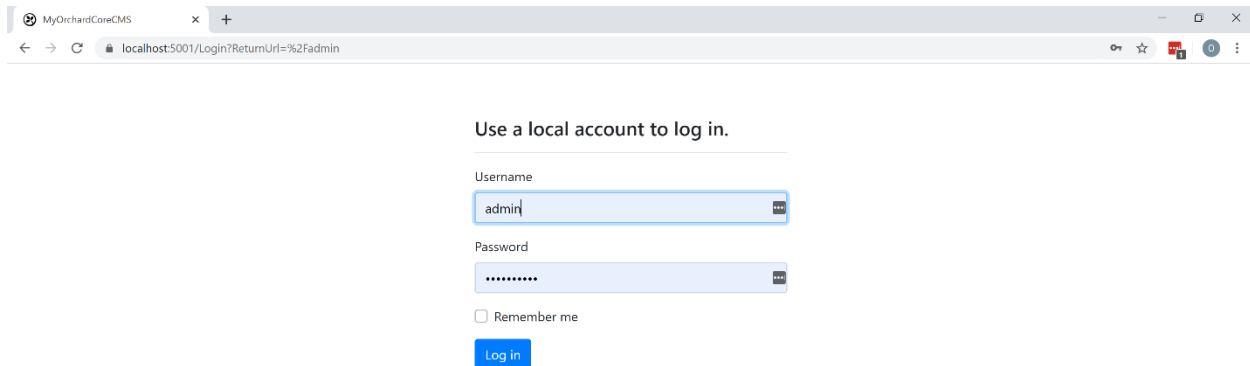 MyOrchardCoreCMS
localhost:5001/Login?ReturnUrl=%2Fadmin
1
O
Use a local account to log in.
Username
admin
Password
••••••••••
Remember me
Log in